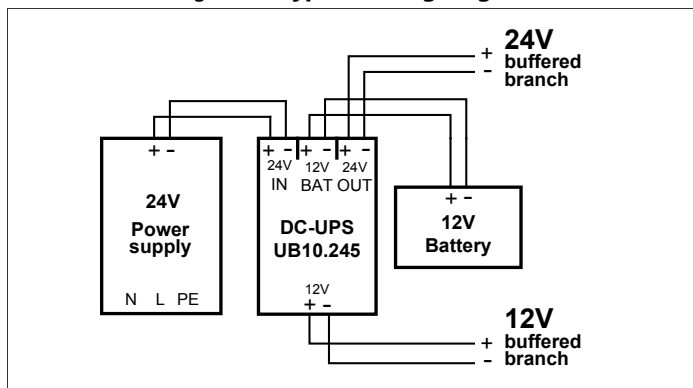 24V
+ buffered
- branch
+ -
24V
Power
supply
N L PE
+ - + - + -
24V 12V 24V
IN BAT OUT
DC-UPS
UB10.245
12V
+ -
+ -
12V
Battery
12V
+ buffered
- branch